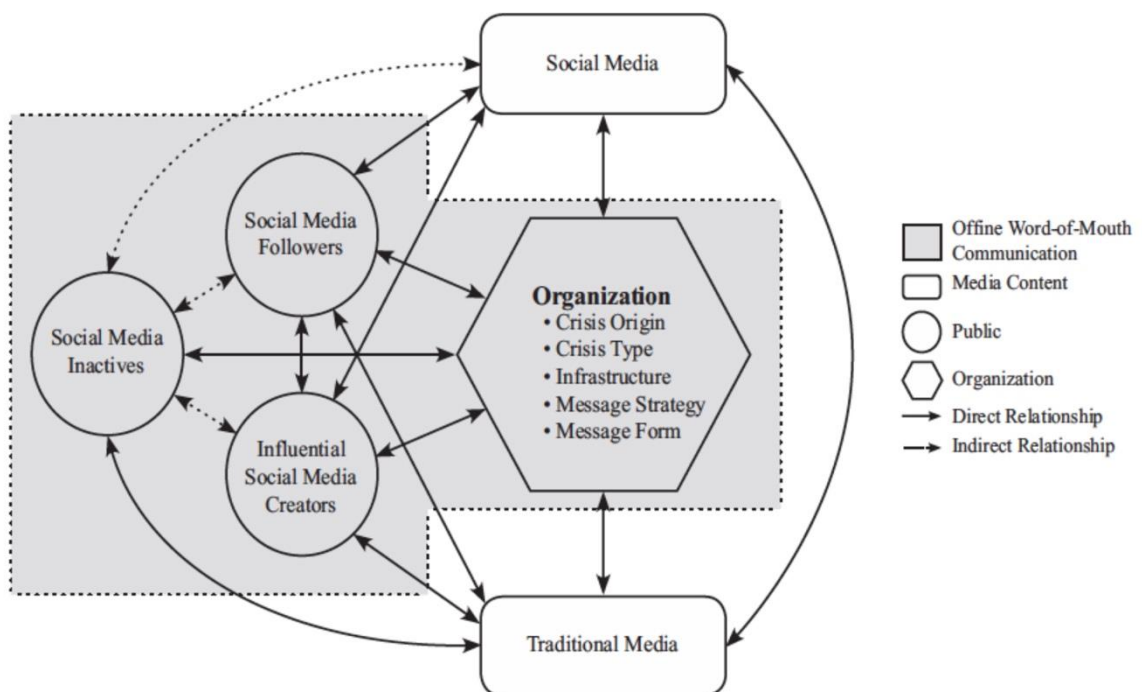 Social Media
Social Media
Followers
Social Media
Inactives
Influential
Social Media
Creators
Organization
• Crisis Origin
• Crisis Type
• Infrastructure
• Message Strategy
• Message Form
Traditional Media
Offine Word-of-Mouth
Communication
Media Content
Public
Organization
Direct Relationship
Indirect Relationship